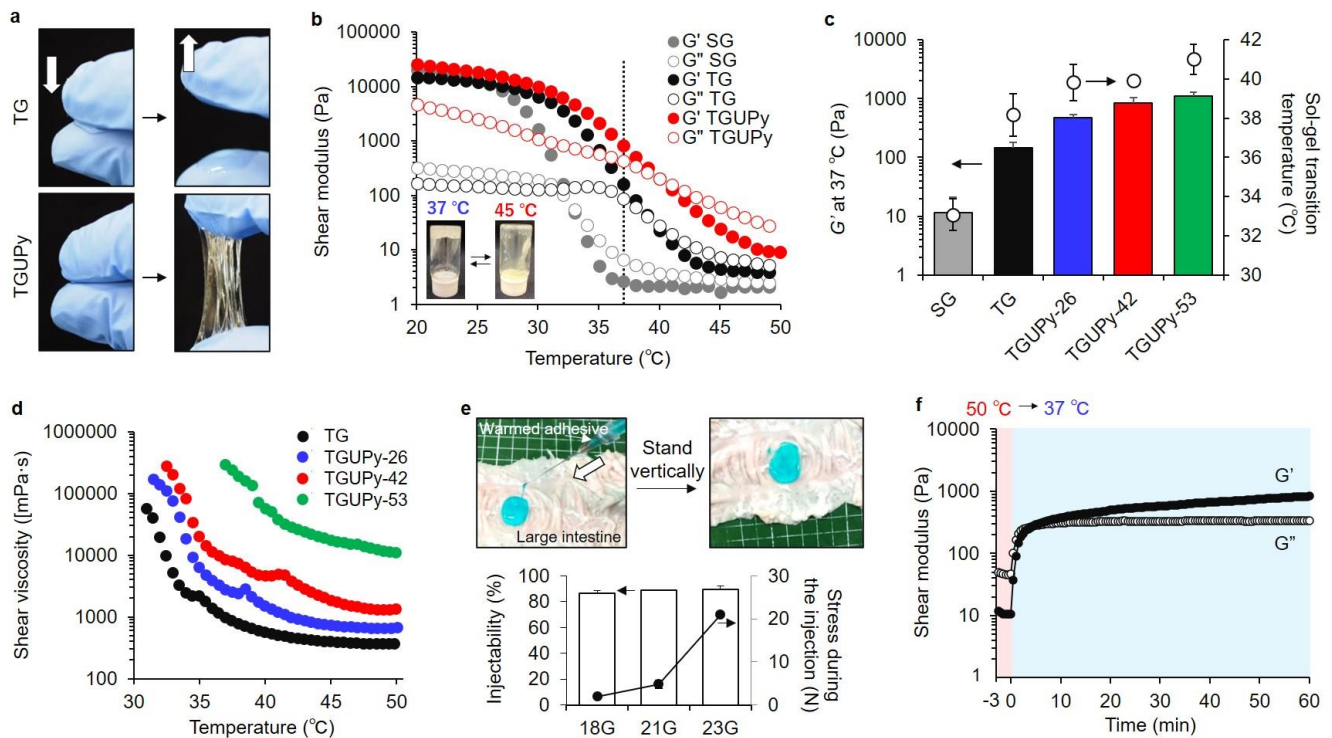 a
TG
TGUPy
b
Shear modulus (Pa)
100000
10000
1000
100
10
1
G' SG
G" SG
G' TG
G" TG
G' TGUPy
G" TGUPy
37 ℃
45 ℃
20 25 30 35 40 45 50
Temperature (℃)
c
G' at 37 ℃ (Pa)
10000
1000
100
10
1
42
40
38
36
34
33
30
Sol-gel transition
temperature (℃)
SG
TG
TGUPy-26
TGUPy-42
TGUPy-53
d
Shear viscosity ([mPa·s)
1000000
100000
10000
1000
100
TG
TGUPy-26
TGUPy-42
TGUPy-53
30 35 40 45 50
Temperature (℃)
e
Warmed adhesive
Large intestine
Stand
vertically
Injectability (%)
100
80
60
40
20
0
30
20
10
0
Stress during
the injection (N)
18G 21G 23G
f
50 ℃ → 37 ℃
Shear modulus (Pa)
10000
1000
100
10
1
G'
G"
-3 0 10 20 30 40 50 60
Time (min)